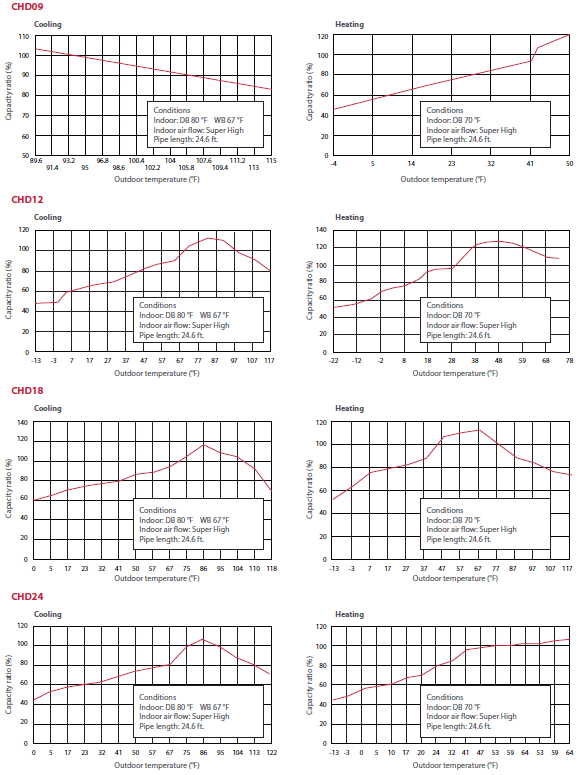 CHD09
Cooling
Capacity ratio (%)
110
100
90
80
70
60
50
Conditions
Indoor: DB 80 °F WB 67 °F
Indoor air flow: Super High
Pipe length: 24.6 ft.
89.6 93.2 96.8 100.4 104 107.6 111.2 115
91.4 95 98.6 102.2 105.8 109.4 113
Outdoor temperature (°F)
Heating
Capacity ratio (%)
120
100
80
60
40
20
0
Conditions
Indoor: DB 70 °F
Indoor air flow: Super High
Pipe length: 24.6 ft.
-4 5 14 23 32 41 50
Outdoor temperature (°F)
CHD12
Cooling
Capacity ratio (%)
120
100
80
60
40
20
0
Conditions
Indoor: DB 80 °F WB 67 °F
Indoor air flow: Super High
Pipe length: 24.6 ft.
-13 -3 7 17 27 37 47 57 67 77 87 97 107 117
Outdoor temperature (°F)
Heating
Capacity ratio (%)
140
120
100
80
60
40
20
0
Conditions
Indoor: DB 70 °F
Indoor air flow: Super High
Pipe length: 24.6 ft.
-22 -12 -2 8 18 28 38 48 59 68 78
Outdoor temperature (°F)
CHD18
Cooling
Capacity ratio (%)
140
120
100
80
60
40
20
0
Conditions
Indoor: DB 80 °F WB 67 °F
Indoor air flow: Super High
Pipe length: 24.6 ft.
0 5 17 23 32 41 50 57 67 75 86 95 104 110 118
Outdoor temperature (°F)
Heating
Capacity ratio (%)
120
100
80
60
40
20
0
Conditions
Indoor: DB 70 °F
Indoor air flow: Super High
Pipe length: 24.6 ft.
-13 -3 7 17 27 37 47 57 67 77 87 97 107 117
Outdoor temperature (°F)
CHD24
Cooling
Capacity ratio (%)
120
100
80
60
40
20
0
Conditions
Indoor: DB 80 °F WB 67 °F
Indoor air flow: Super High
Pipe length: 24.6 ft.
0 5 17 23 32 41 50 57 67 75 86 95 104 113 122
Outdoor temperature (°F)
Heating
Capacity ratio (%)
120
100
80
60
40
20
0
Conditions
Indoor: DB 70 °F
Indoor air flow: Super High
Pipe length: 24.6 ft.
-13 -3 0 5 10 17 20 24 35 41 47 53 59 64 53 59 64
Outdoor temperature (°F)